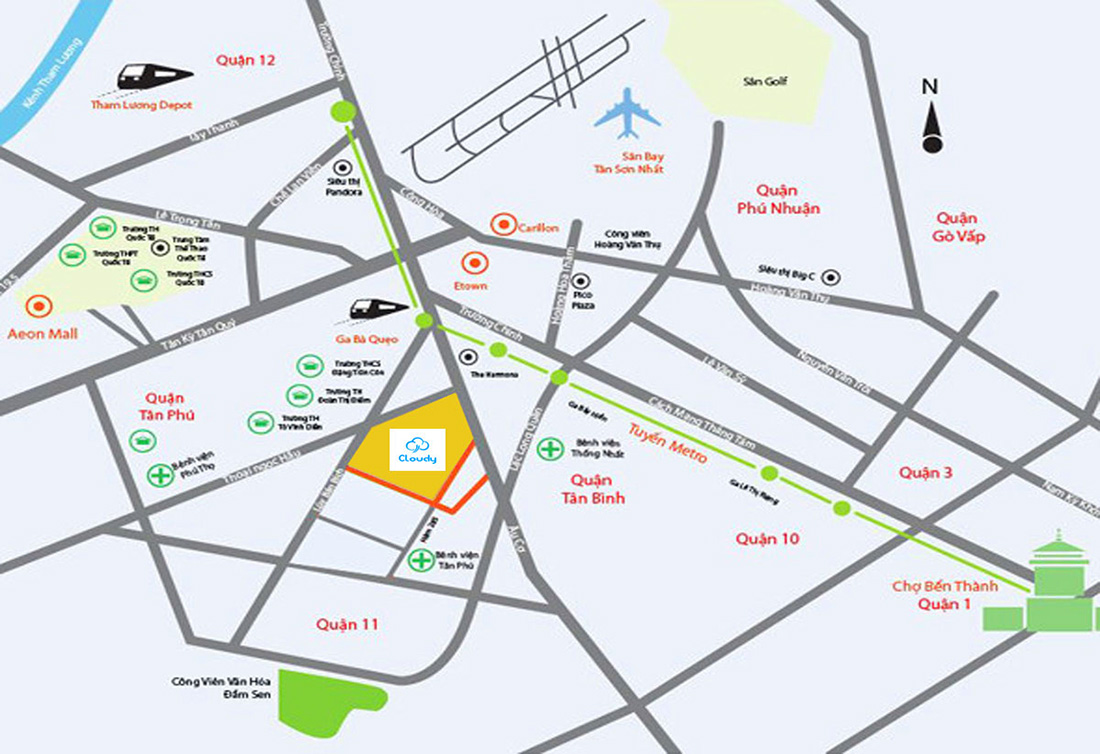 Kênh Tham Lương
Quận 12
Tham Lương Depot
Trường Chinh
Tây Thạnh
Siêu thị
Pandora
Chế Lan Viên
Cộng Hòa
Lê Trọng Tấn
Trường TH
Quốc Tế
Trường THPT
Quốc Tế
Trung Tâm
Thể Thao
Quốc Tế
Trường THCS
Quốc Tế
19.5
Aeon Mall
Tân Kỳ Tân Quý
Carillon
Etown
Ga Bà Quẹo
Sân Bay
Tân Sơn Nhất
Sân Golf
N
Quận
Phú Nhuận
Quận
Gò Vấp
Công viên
Hoàng Văn Thụ
Hoàng Hoa Thám
Pico
Plaza
Siêu thị Big C
Hoàng Văn Thụ
Trường Chinh
The Harmona
Lê Văn Sỹ
Nguyễn Văn Trỗi
Cách Mạng Tháng Tám
Tuyến Metro
Ga Bảy Hiền
Lạc Long Quân
Bệnh viện
Thống Nhất
Quận
Tân Bình
Ga Lê Thị Riêng
Quận 3
Quận 10
Chợ Bến Thành
Quận 1
Trường THCS
Đặng Trần Côn
Trường TH
Đoàn Thị Điểm
Trường TH
Tô Vĩnh Diện
Quận
Tân Phú
Bệnh viện
Phú Thọ
Thoại Ngọc Hầu
Cloudy
Lũy Bán Bích
Âu Cơ
Bệnh viện
Tân Phú
Quận 11
Công Viên Văn Hóa
Đầm Sen